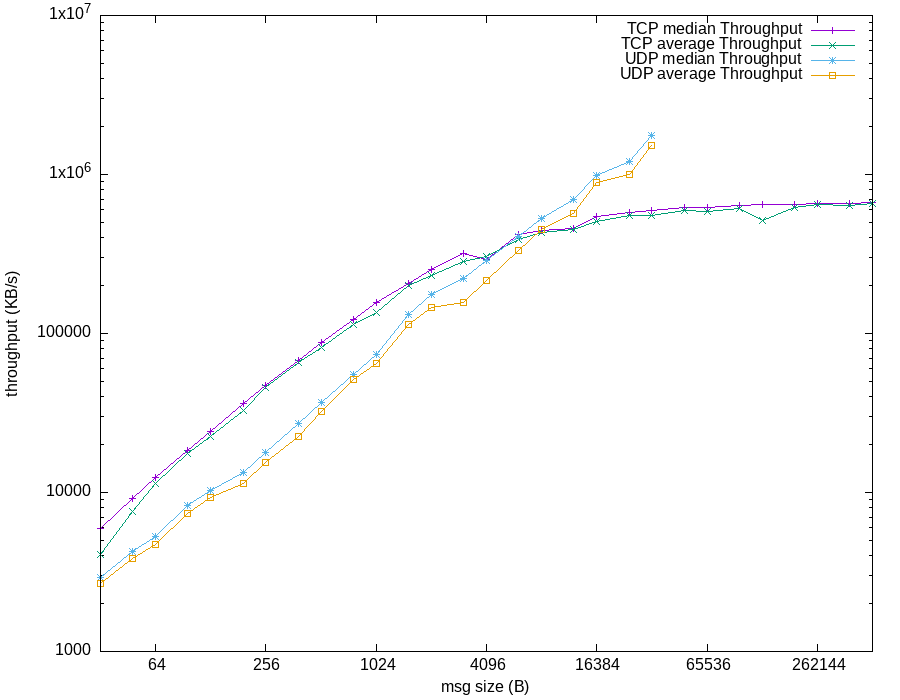 1x10^7
TCP median Throughput
TCP average Throughput
UDP median Throughput
UDP average Throughput
1x10^6
throughput (KB/s)
100000
10000
1000
64 256 1024 4096 16384 65536 262144
msg size (B)